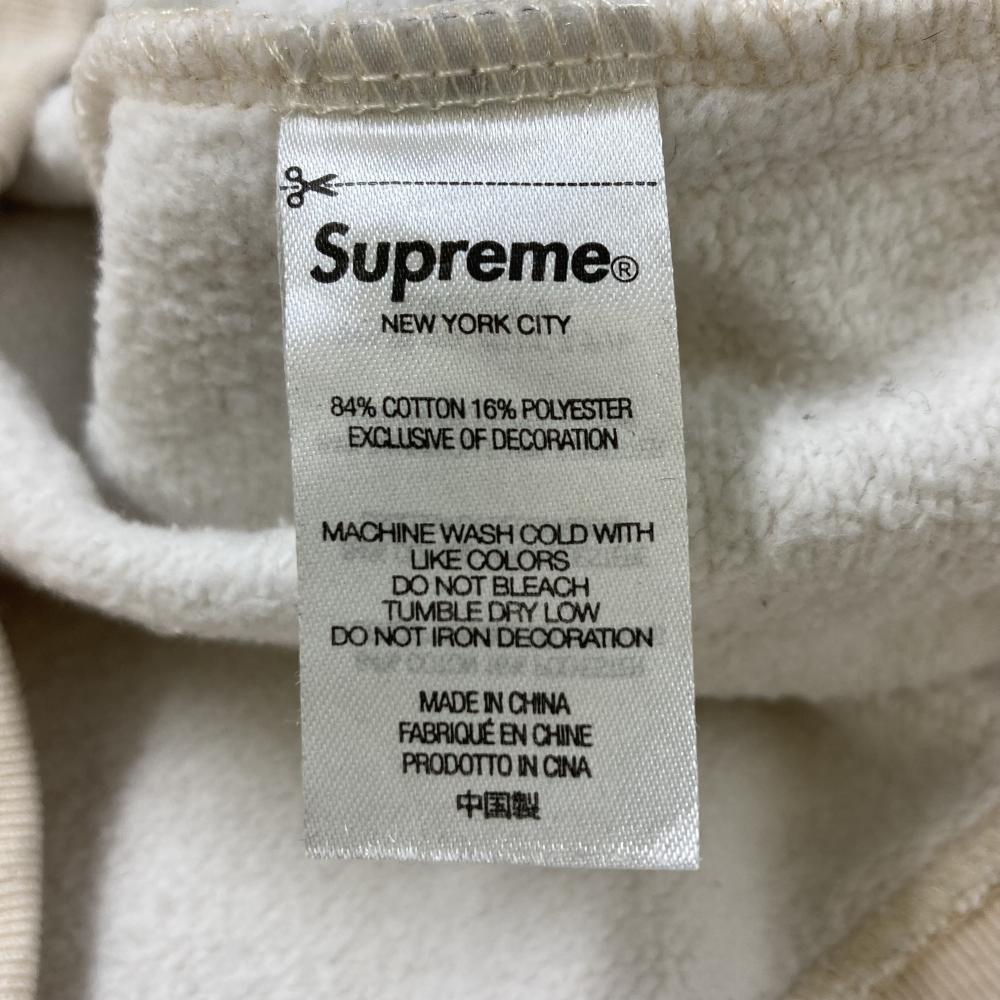 Supreme®
NEW YORK CITY
84% COTTON 16% POLYESTER
EXCLUSIVE OF DECORATION
MACHINE WASH COLD WITH
LIKE COLORS
DO NOT BLEACH
TUMBLE DRY LOW
DO NOT IRON DECORATION
MADE IN CHINA
FABRIQUÉ EN CHINE
PRODOTTO IN CINA
中国製